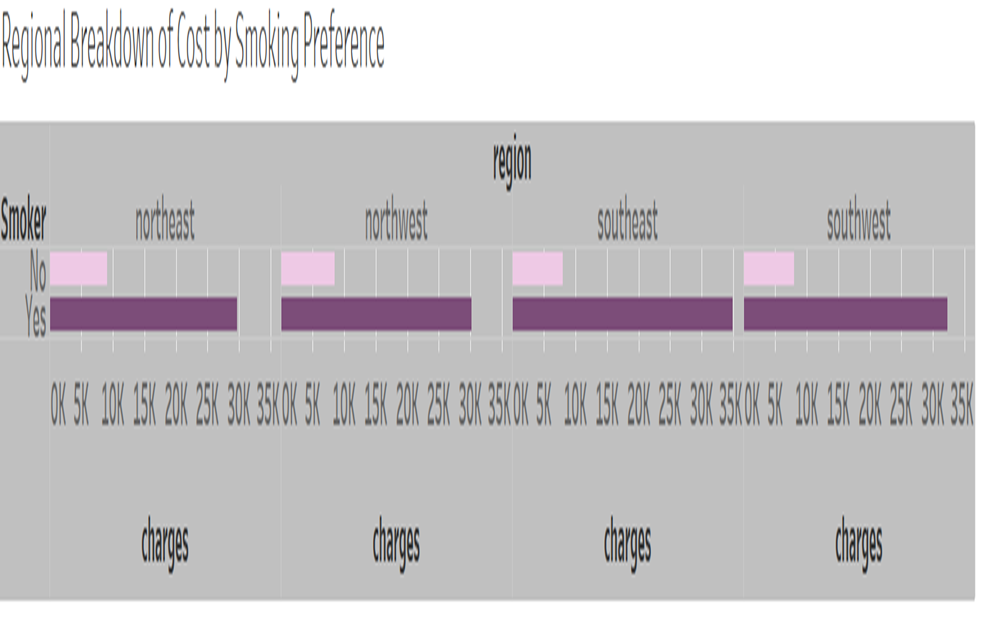 Regional Breakdown of Cost by Smoking Preference
region
Smoker northeast northwest southeast southwest
No
Yes
0K 5K 10K 15K 20K 25K 30K 35K 0K 5K 10K 15K 20K 25K 30K 35K 0K 5K 10K 15K 20K 25K 30K 35K 0K 5K 10K 15K 20K 25K 30K 35K
charges charges charges charges